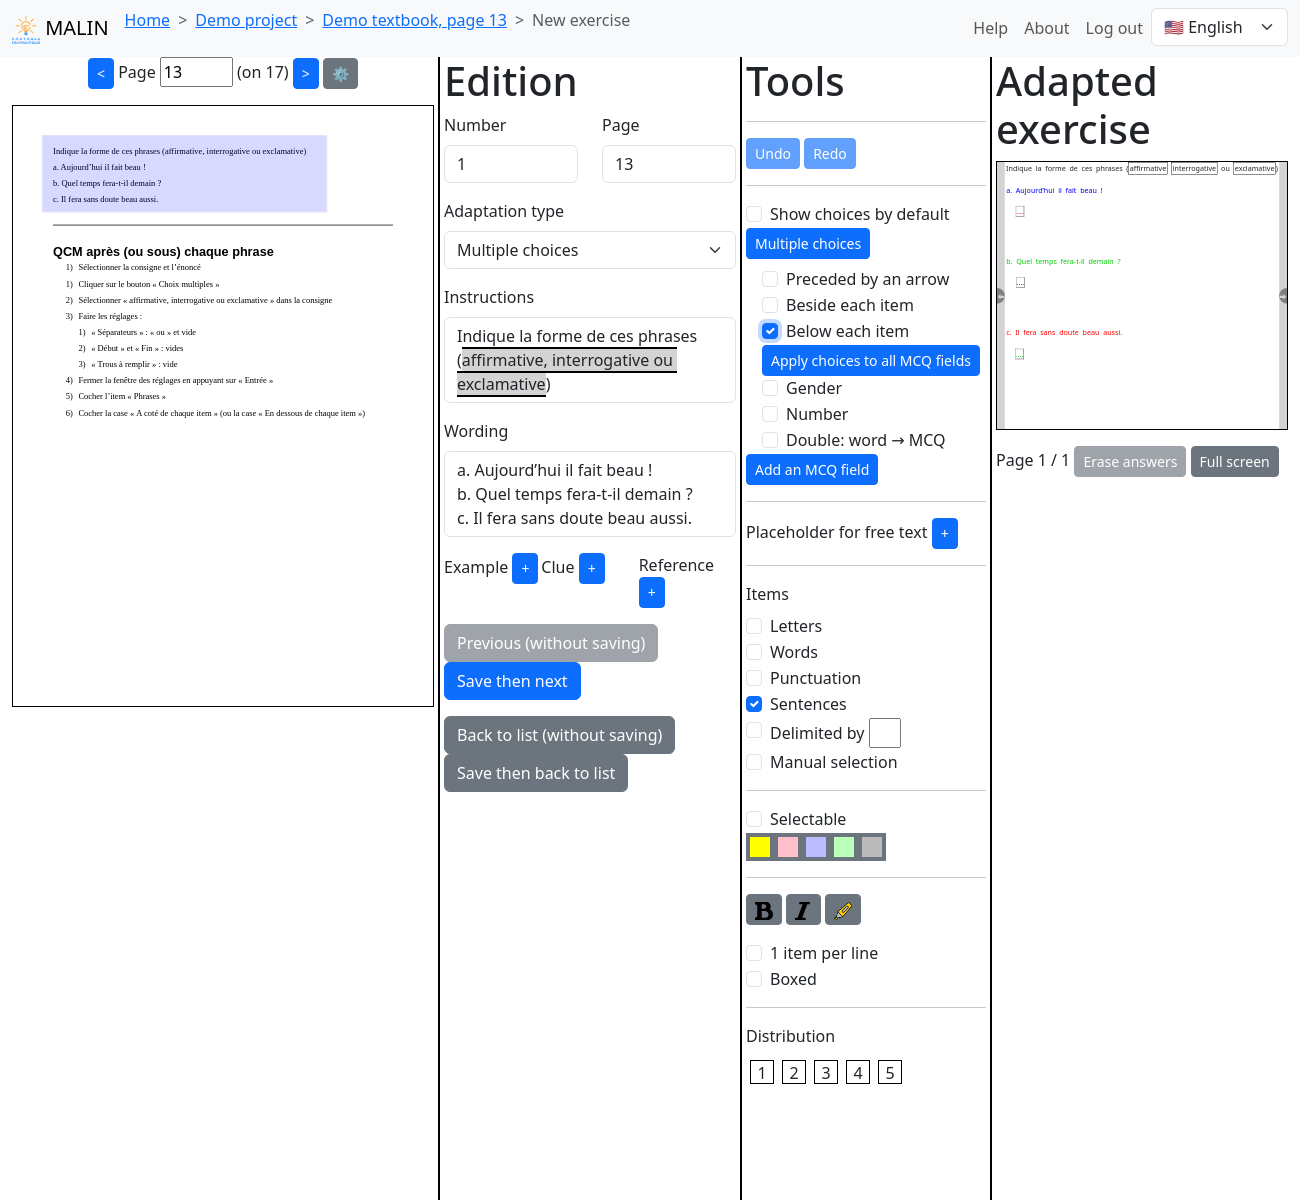 MALIN
Home > Demo project > Demo textbook, page 13 > New exercise
Help About Log out 🇺🇸 English
< Page 13 (on 17) > ⚙️
Indique la forme de ces phrases (affirmative, interrogative ou exclamative)
a. Aujourd’hui il fait beau !
b. Quel temps fera-t-il demain ?
c. Il fera sans doute beau aussi.
QCM après (ou sous) chaque phrase
1) Sélectionner la consigne et l’énoncé
1) Cliquer sur le bouton « Choix multiples »
2) Sélectionner « affirmative, interrogative ou exclamative » dans la consigne
3) Faire les réglages :
1) « Séparateurs » : « ou » et vide
2) « Début » et « Fin » : vides
3) « Trous à remplir » : vide
4) Fermer la fenêtre des réglages en appuyant sur « Entrée »
5) Cocher l’item « Phrases »
6) Cocher la case « A coté de chaque item » (ou la case « En dessous de chaque item »)
Edition
Number Page
1 13
Adaptation type
Multiple choices
Instructions
Indique la forme de ces phrases
(affirmative, interrogative ou
exclamative)
Wording
a. Aujourd’hui il fait beau !
b. Quel temps fera-t-il demain ?
c. Il fera sans doute beau aussi.
Example + Clue + Reference
+
Previous (without saving)
Save then next
Back to list (without saving)
Save then back to list
Tools
Undo Redo
Show choices by default
Multiple choices
Preceded by an arrow
Beside each item
Below each item
Apply choices to all MCQ fields
Gender
Number
Double: word → MCQ
Add an MCQ field
Placeholder for free text +
Items
Letters
Words
Punctuation
Sentences
Delimited by
Manual selection
Selectable
B I
1 item per line
Boxed
Distribution
1 2 3 4 5
Adapted
exercise
Indique la forme de ces phrases (affirmative interrogative ou exclamative)
a. Aujourd’hui il fait beau !
...
b. Quel temps fera-t-il demain ?
...
c. Il fera sans doute beau aussi.
...
Page 1 / 1 Erase answers Full screen